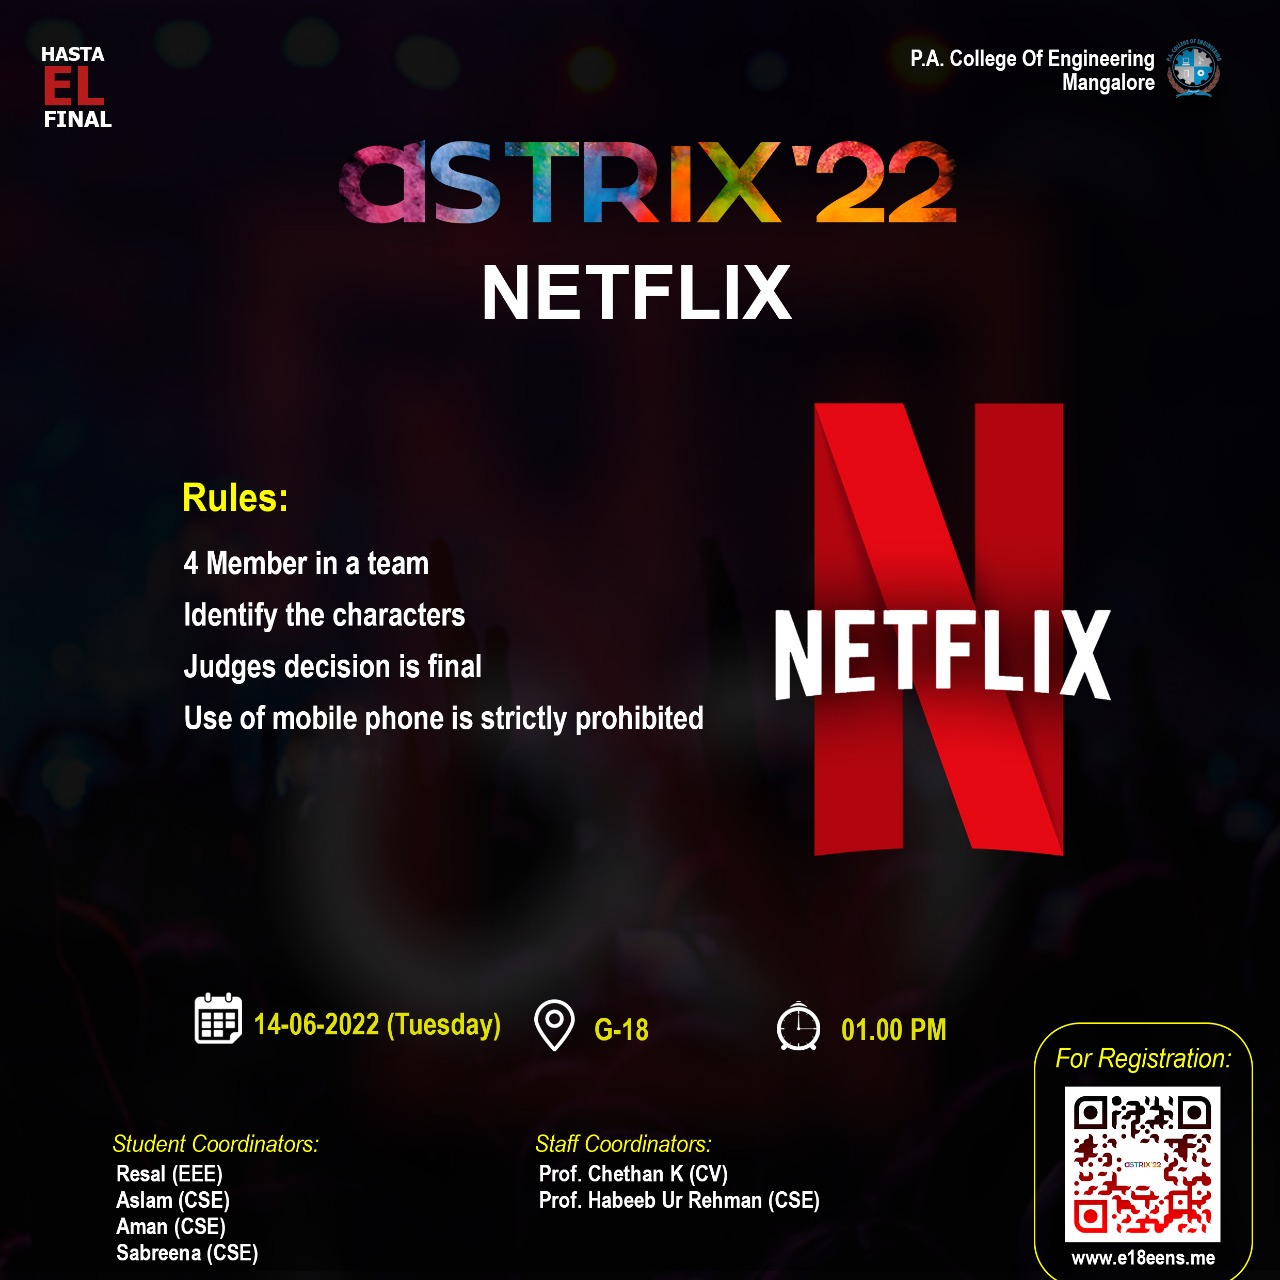 HASTA
EL
FINAL
P.A. College Of Engineering
Mangalore
aSTRIX'22
NETFLIX
Rules:
4 Member in a team
Identify the characters
Judges decision is final
Use of mobile phone is strictly prohibited
NETFLIX
14-06-2022 (Tuesday)
G-18
01.00 PM
Student Coordinators:
Resal (EEE)
Aslam (CSE)
Aman (CSE)
Sabreena (CSE)
Staff Coordinators:
Prof. Chethan K (CV)
Prof. Habeeb Ur Rehman (CSE)
For Registration:
aSTRIX'22
www.e18eens.me